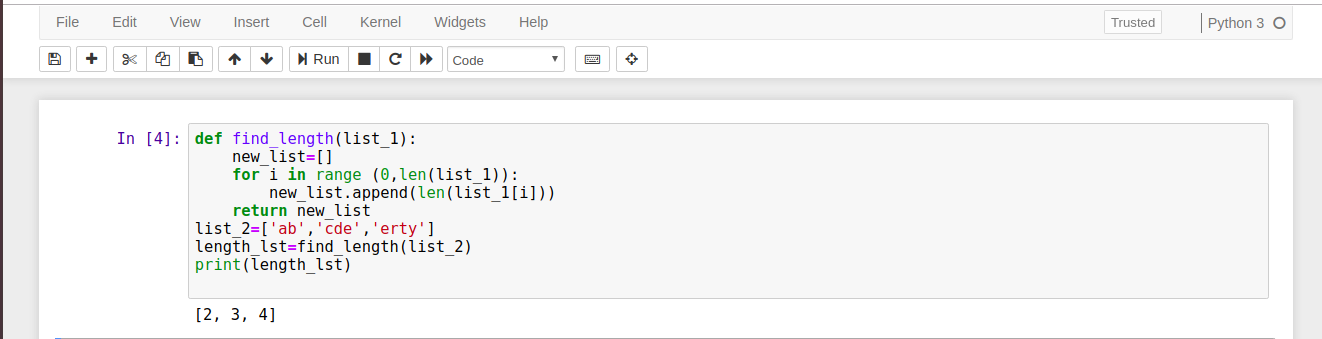 File Edit View Insert Cell Kernel Widgets Help Trusted Python 3
Run Code
In [4]: def find_length(list_1):
    new_list=[]
    for i in range (0,len(list_1)):
        new_list.append(len(list_1[i]))
    return new_list
list_2=['ab','cde','erty']
length_lst=find_length(list_2)
print(length_lst)
[2, 3, 4]